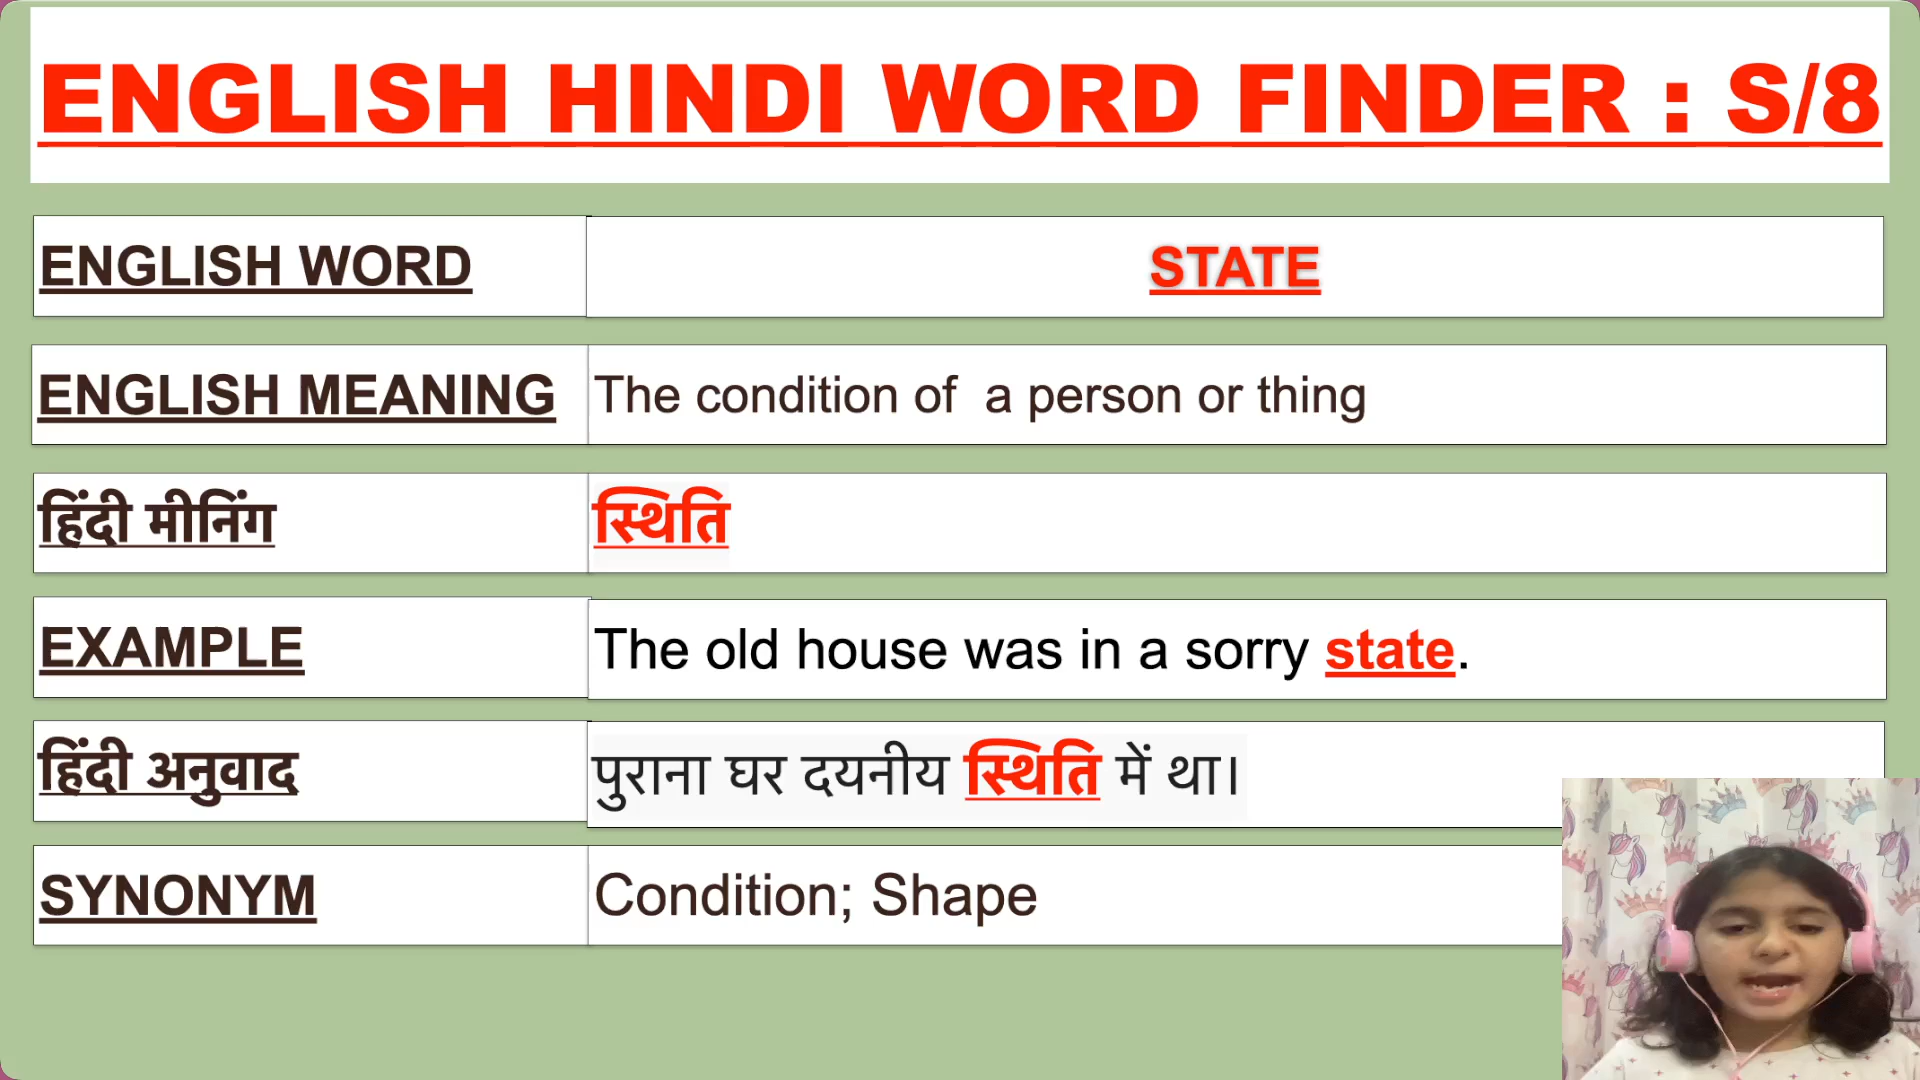 ENGLISH HINDI WORD FINDER : S/8
ENGLISH WORD STATE
ENGLISH MEANING The condition of a person or thing
हिंदी मीनिंग स्थिति
EXAMPLE The old house was in a sorry state.
हिंदी अनुवाद पुराना घर दयनीय स्थिति में था।
SYNONYM Condition; Shape